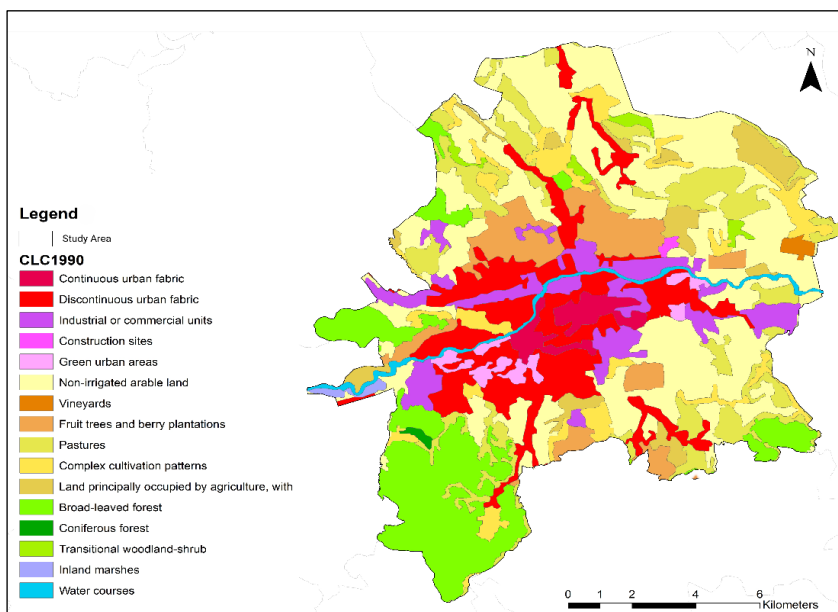 N
Legend
Study Area
CLC1990
Continuous urban fabric
Discontinuous urban fabric
Industrial or commercial units
Construction sites
Green urban areas
Non-irrigated arable land
Vineyards
Fruit trees and berry plantations
Pastures
Complex cultivation patterns
Land principally occupied by agriculture, with
Broad-leaved forest
Coniferous forest
Transitional woodland-shrub
Inland marshes
Water courses
0 1 2 4 6
Kilometers